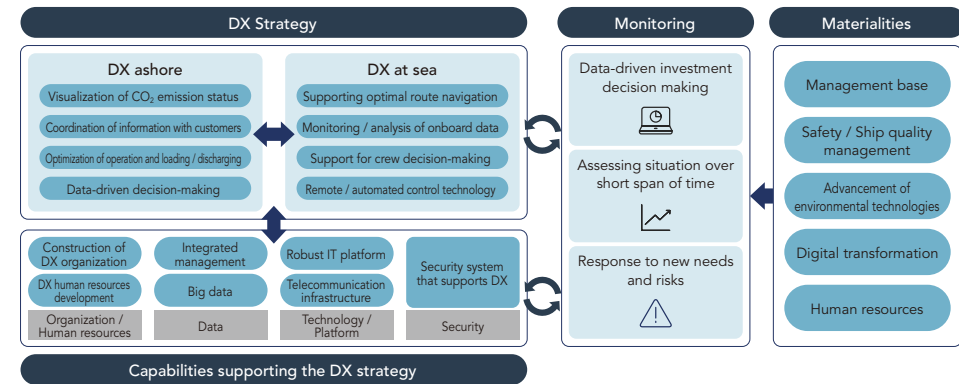 DX Strategy
DX ashore
Visualization of CO₂ emission status
Coordination of information with customers
Optimization of operation and loading / discharging
Data-driven decision-making
DX at sea
Supporting optimal route navigation
Monitoring / analysis of onboard data
Support for crew decision-making
Remote / automated control technology
Construction of
DX organization
DX human resources
development
Organization /
Human resources
Integrated
management
Big data
Data
Robust IT platform
Telecommunication
infrastructure
Technology /
Platform
Security system
that supports DX
Security
Capabilities supporting the DX strategy
Monitoring
Data-driven investment
decision making
Assessing situation over
short span of time
Response to new needs
and risks
Materialities
Management base
Safety / Ship quality
management
Advancement of
environmental technologies
Digital transformation
Human resources